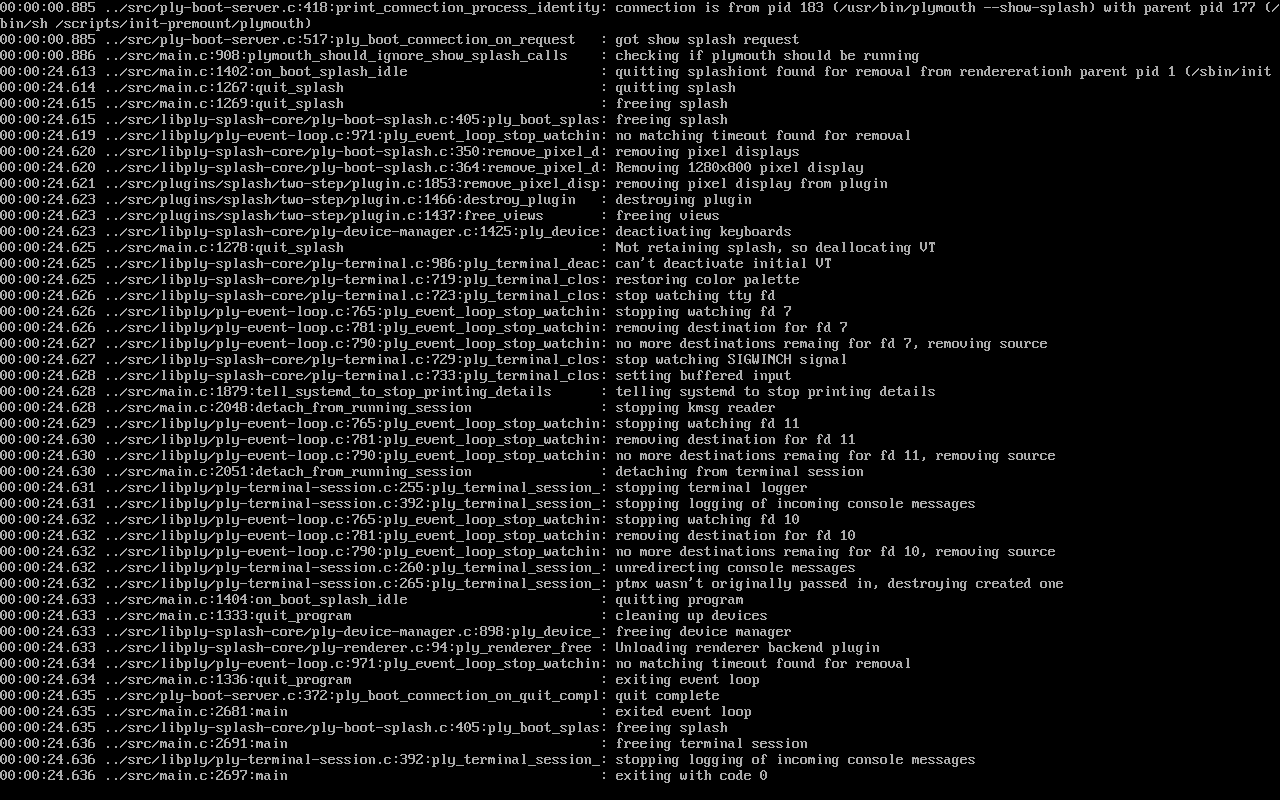 00:00:00.885 ../src/ply-boot-server.c:418:print_connection_process_identity: connection is from pid 183 (/usr/bin/plymouth --show-splash) with parent pid 177 (/
bin/sh /scripts/init-premount/plymouth)
00:00:00.885 ../src/ply-boot-server.c:517:ply_boot_connection_on_request   : got show splash request
00:00:00.886 ../src/main.c:908:plymouth_should_ignore_show_splash_calls    : checking if plymouth should be running
00:00:24.613 ../src/main.c:1402:on_boot_splash_idle                        : quitting splashiont found for removal from rendererationh parent pid 1 (/sbin/init
00:00:24.614 ../src/main.c:1267:quit_splash                                : quitting splash
00:00:24.615 ../src/main.c:1269:quit_splash                                : freeing splash
00:00:24.615 ../src/libply-splash-core/ply-boot-splash.c:405:ply_boot_splas: freeing splash
00:00:24.619 ../src/libply/ply-event-loop.c:971:ply_event_loop_stop_watchin: no matching timeout found for removal
00:00:24.620 ../src/libply-splash-core/ply-boot-splash.c:350:remove_pixel_d: removing pixel displays
00:00:24.620 ../src/libply-splash-core/ply-boot-splash.c:364:remove_pixel_d: Removing 1280x800 pixel display
00:00:24.621 ../src/plugins/splash/two-step/plugin.c:1853:remove_pixel_disp: removing pixel display from plugin
00:00:24.623 ../src/plugins/splash/two-step/plugin.c:1466:destroy_plugin   : destroying plugin
00:00:24.623 ../src/plugins/splash/two-step/plugin.c:1437:free_views       : freeing views
00:00:24.623 ../src/libply-splash-core/ply-device-manager.c:1425:ply_device: deactivating keyboards
00:00:24.625 ../src/main.c:1278:quit_splash                                : Not retaining splash, so deallocating VT
00:00:24.625 ../src/libply-splash-core/ply-terminal.c:986:ply_terminal_deac: can't deactivate initial VT
00:00:24.625 ../src/libply-splash-core/ply-terminal.c:719:ply_terminal_clos: restoring color palette
00:00:24.626 ../src/libply-splash-core/ply-terminal.c:723:ply_terminal_clos: stop watching tty fd
00:00:24.626 ../src/libply/ply-event-loop.c:765:ply_event_loop_stop_watchin: stopping watching fd 7
00:00:24.626 ../src/libply/ply-event-loop.c:781:ply_event_loop_stop_watchin: removing destination for fd 7
00:00:24.627 ../src/libply/ply-event-loop.c:790:ply_event_loop_stop_watchin: no more destinations remaing for fd 7, removing source
00:00:24.627 ../src/libply-splash-core/ply-terminal.c:729:ply_terminal_clos: stop watching SIGWINCH signal
00:00:24.628 ../src/libply-splash-core/ply-terminal.c:733:ply_terminal_clos: setting buffered input
00:00:24.628 ../src/main.c:1879:tell_systemd_to_stop_printing_details      : telling systemd to stop printing details
00:00:24.628 ../src/main.c:2048:detach_from_running_session                : stopping kmsg reader
00:00:24.629 ../src/libply/ply-event-loop.c:765:ply_event_loop_stop_watchin: stopping watching fd 11
00:00:24.630 ../src/libply/ply-event-loop.c:781:ply_event_loop_stop_watchin: removing destination for fd 11
00:00:24.630 ../src/libply/ply-event-loop.c:790:ply_event_loop_stop_watchin: no more destinations remaing for fd 11, removing source
00:00:24.630 ../src/main.c:2051:detach_from_running_session                : detaching from terminal session
00:00:24.631 ../src/libply/ply-terminal-session.c:255:ply_terminal_session_: stopping terminal logger
00:00:24.631 ../src/libply/ply-terminal-session.c:392:ply_terminal_session_: stopping logging of incoming console messages
00:00:24.632 ../src/libply/ply-event-loop.c:765:ply_event_loop_stop_watchin: stopping watching fd 10
00:00:24.632 ../src/libply/ply-event-loop.c:781:ply_event_loop_stop_watchin: removing destination for fd 10
00:00:24.632 ../src/libply/ply-event-loop.c:790:ply_event_loop_stop_watchin: no more destinations remaing for fd 10, removing source
00:00:24.632 ../src/libply/ply-terminal-session.c:260:ply_terminal_session_: unredirecting console messages
00:00:24.632 ../src/libply/ply-terminal-session.c:265:ply_terminal_session_: ptmx wasn't originally passed in, destroying created one
00:00:24.633 ../src/main.c:1404:on_boot_splash_idle                        : quitting program
00:00:24.633 ../src/main.c:1333:quit_program                               : cleaning up devices
00:00:24.633 ../src/libply-splash-core/ply-device-manager.c:898:ply_device_: freeing device manager
00:00:24.633 ../src/libply-splash-core/ply-renderer.c:94:ply_renderer_free : Unloading renderer backend plugin
00:00:24.634 ../src/libply/ply-event-loop.c:971:ply_event_loop_stop_watchin: no matching timeout found for removal
00:00:24.634 ../src/main.c:1336:quit_program                               : exiting event loop
00:00:24.635 ../src/ply-boot-server.c:372:ply_boot_connection_on_quit_compl: quit complete
00:00:24.635 ../src/main.c:2681:main                                       : exited event loop
00:00:24.635 ../src/libply-splash-core/ply-boot-splash.c:405:ply_boot_splas: freeing splash
00:00:24.636 ../src/main.c:2691:main                                       : freeing terminal session
00:00:24.636 ../src/libply/ply-terminal-session.c:392:ply_terminal_session_: stopping logging of incoming console messages
00:00:24.636 ../src/main.c:2697:main                                       : exiting with code 0